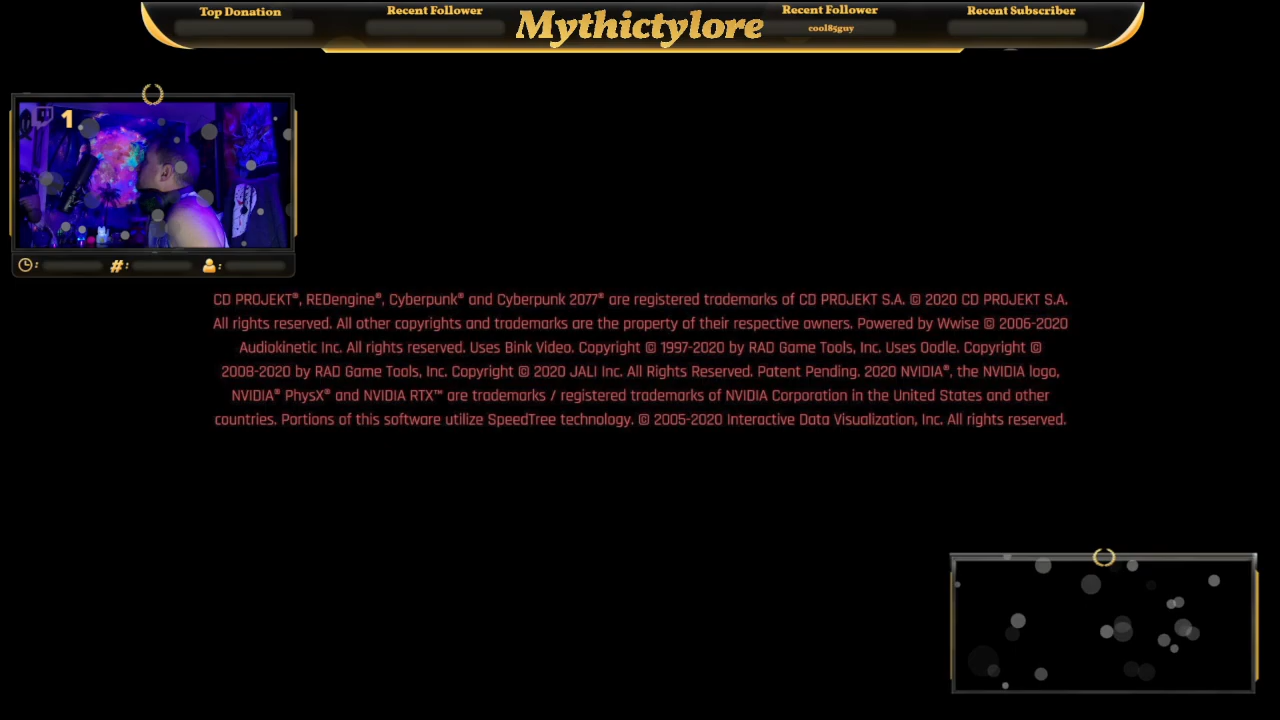 Top Donation
Recent Follower
Mythictylore
Recent Follower
cool85guy
Recent Subscriber
1
:
#:
:
CD PROJEKT®, REDengine®, Cyberpunk® and Cyberpunk 2077® are registered trademarks of CD PROJEKT S.A. © 2020 CD PROJEKT S.A.
All rights reserved. All other copyrights and trademarks are the property of their respective owners. Powered by Wwise © 2006-2020
Audiokinetic Inc. All rights reserved. Uses Bink Video. Copyright © 1997-2020 by RAD Game Tools, Inc. Uses Oodle. Copyright ©
2008-2020 by RAD Game Tools, Inc. Copyright © 2020 JALI Inc. All Rights Reserved. Patent Pending. 2020 NVIDIA®, the NVIDIA logo,
NVIDIA® PhysX® and NVIDIA RTX™ are trademarks / registered trademarks of NVIDIA Corporation in the United States and other
countries. Portions of this software utilize SpeedTree technology. © 2005-2020 Interactive Data Visualization, Inc. All rights reserved.